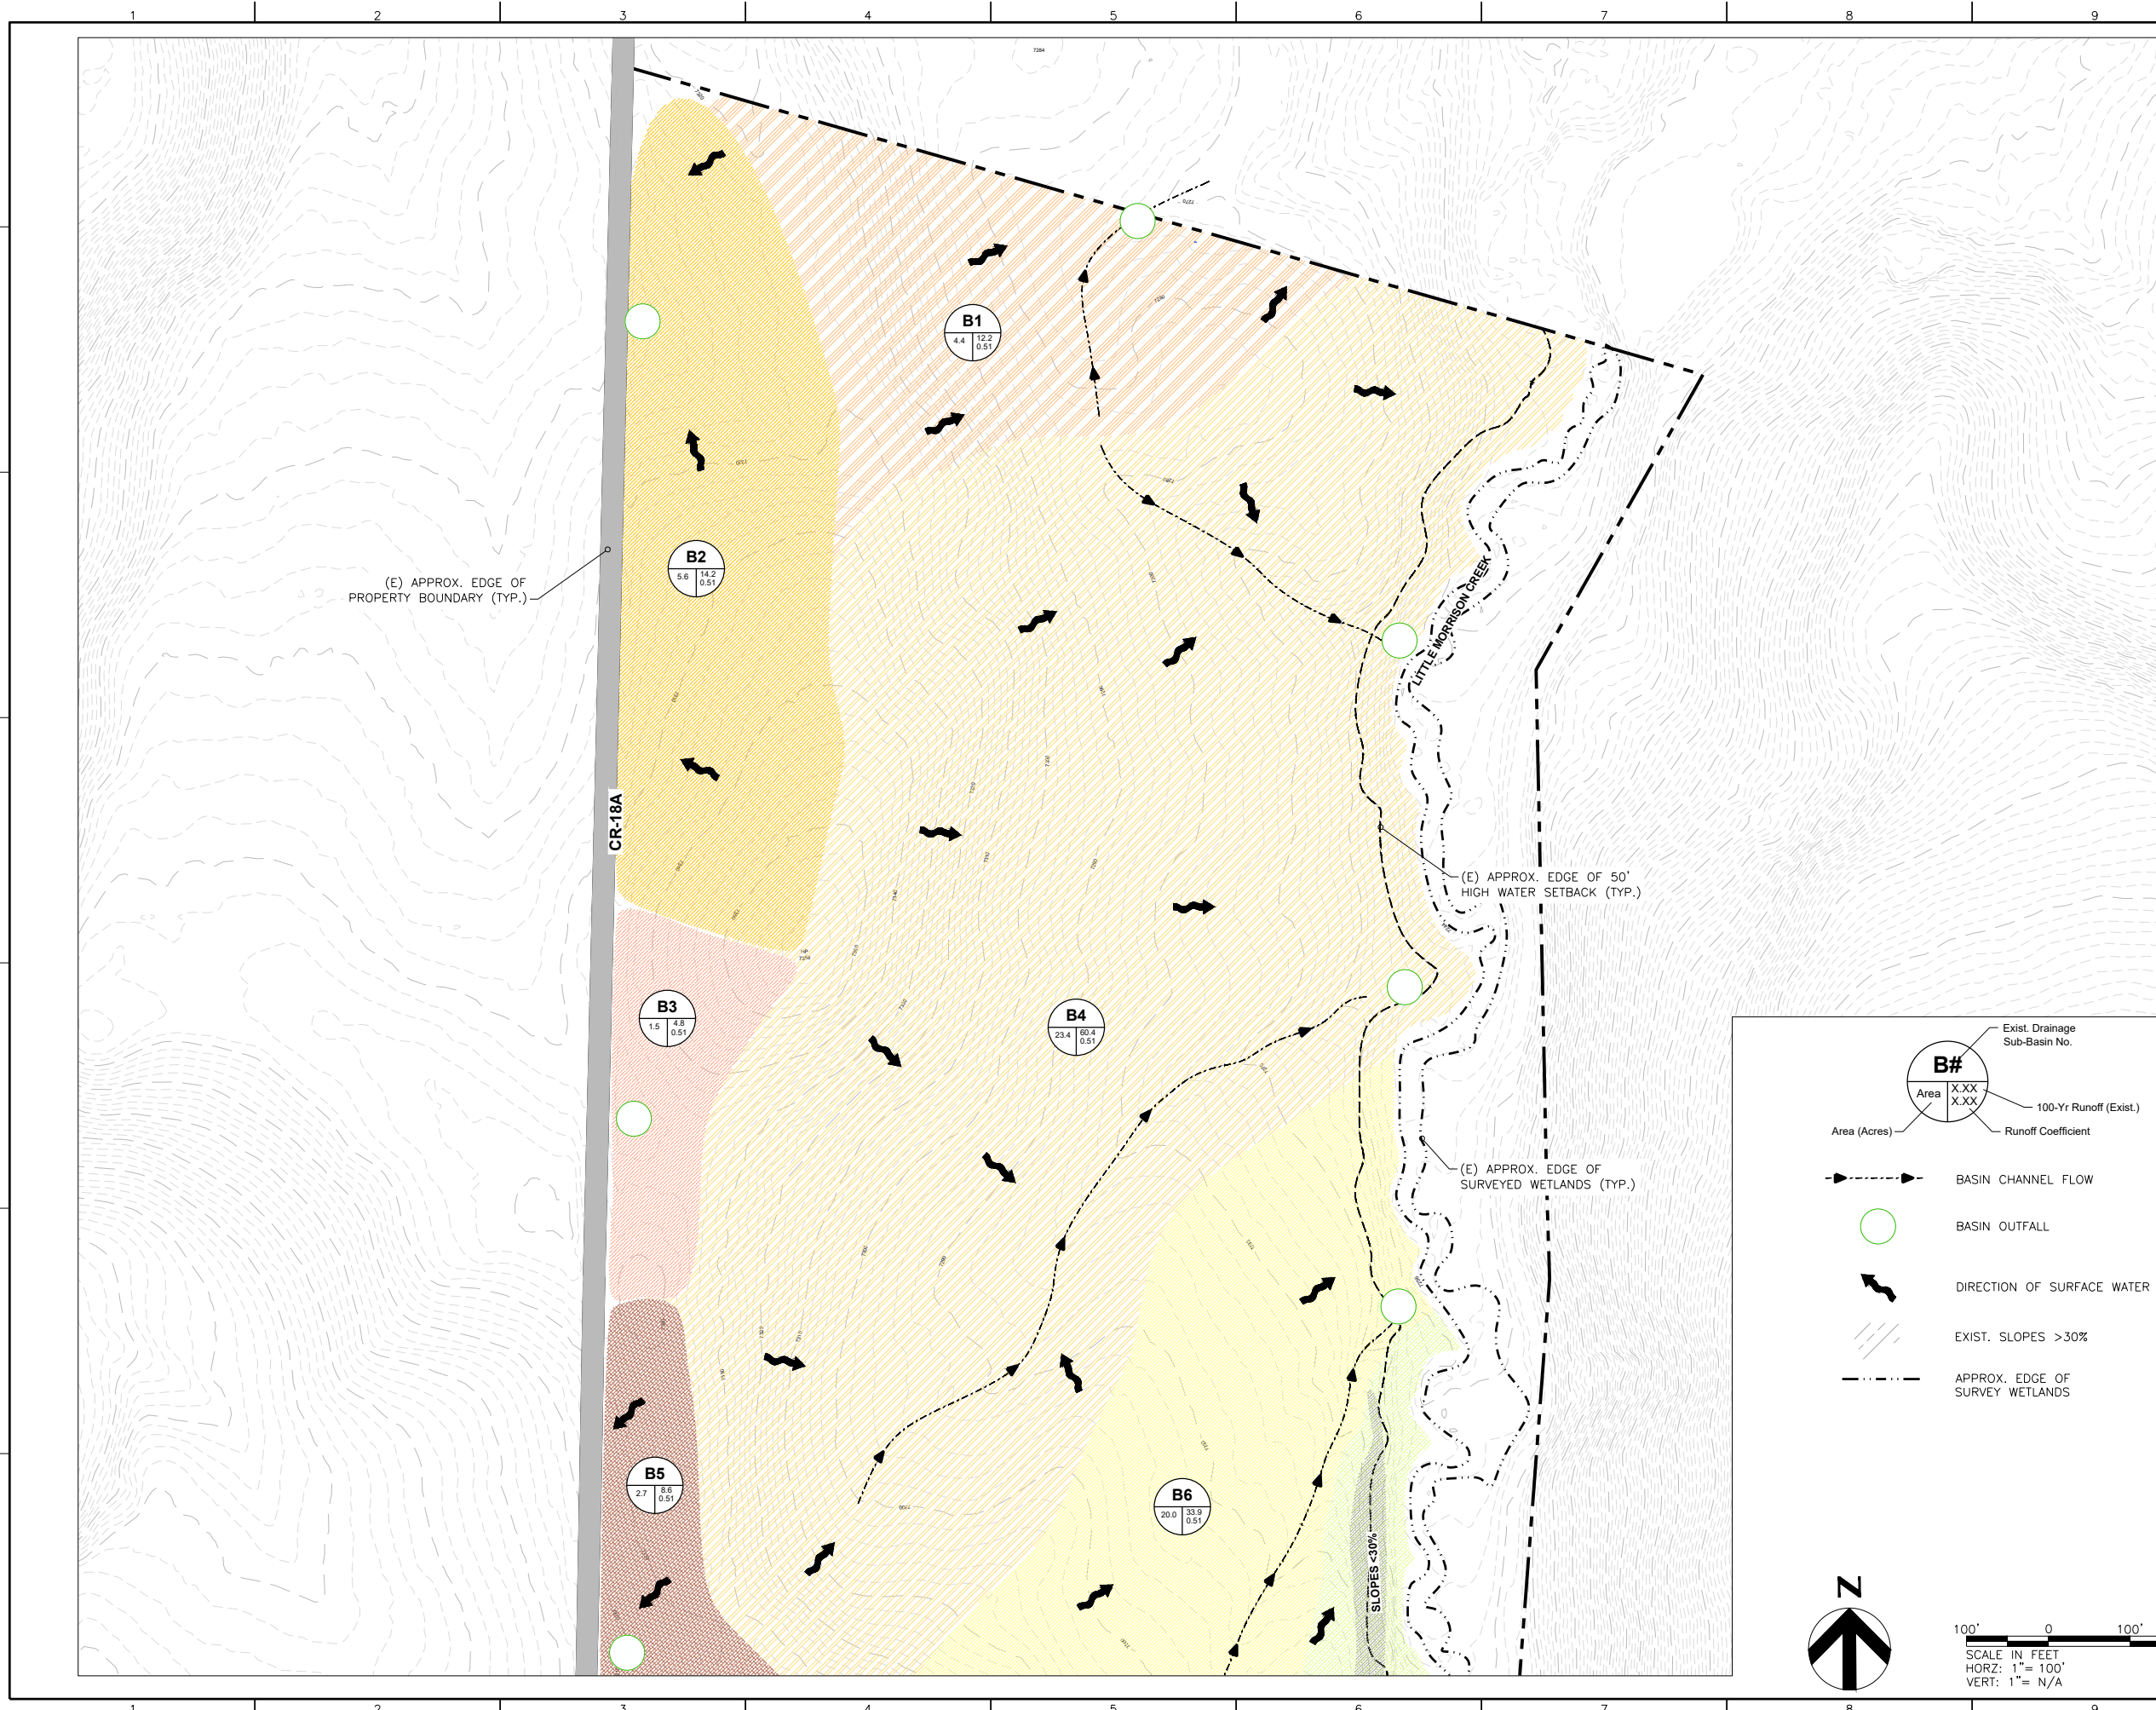 1 2 3 4 5 6 7 8 9
7284
7270
B1
4.4 12.2
0.51
B2
5.6 14.2
0.51
(E) APPROX. EDGE OF
PROPERTY BOUNDARY (TYP.)
LITTLE MORRISON CREEK
CR-18A
(E) APPROX. EDGE OF 50'
HIGH WATER SETBACK (TYP.)
B3
1.5 4.8
0.51
B4
23.4 60.4
0.51
(E) APPROX. EDGE OF
SURVEYED WETLANDS (TYP.)
B5
2.7 8.6
0.51
B6
20.0 33.9
0.51
SLOPES <30%
Exist. Drainage
Sub-Basin No.
B#
Area X.XX
X.XX
100-Yr Runoff (Exist.)
Area (Acres)
Runoff Coefficient
BASIN CHANNEL FLOW
BASIN OUTFALL
DIRECTION OF SURFACE WATER
EXIST. SLOPES >30%
APPROX. EDGE OF
SURVEY WETLANDS
N
100' 0 100'
SCALE IN FEET
HORZ: 1"= 100'
VERT: 1"= N/A
1 2 3 4 5 6 7 8 9